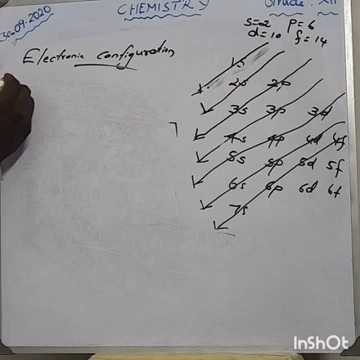 30-09-2020
CHEMISTRY
Grade: XII
s=2 p=6
d=10 f=14
Electronic configuration
1s
2s 2p
3s 3p 3d
4s 4p 4d 4f
5s 5p 5d 5f
6s 6p 6d 6f
7s
InShOt